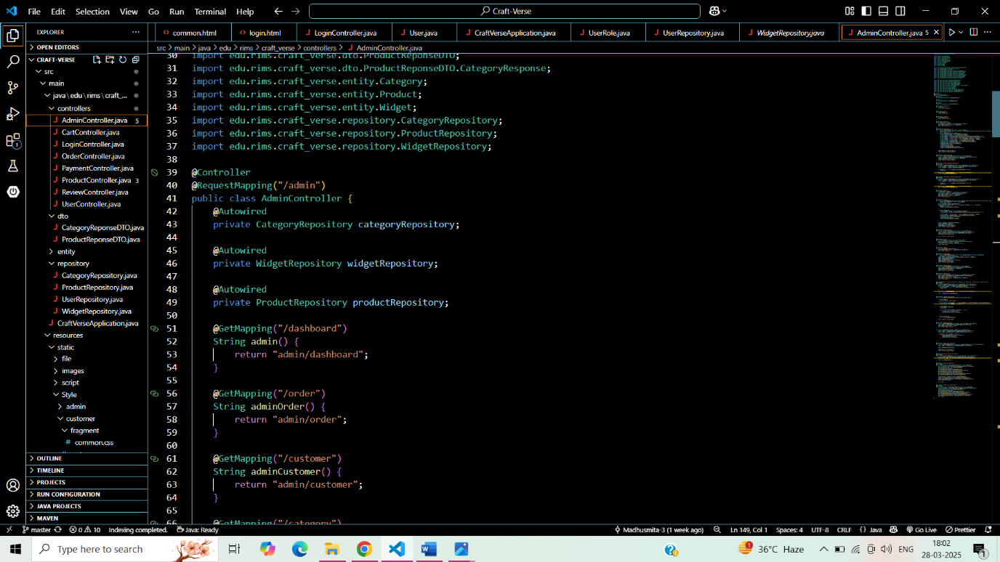 File Edit Selection View Go Run Terminal Help
Craft-Verse
EXPLORER
OPEN EDITORS
CRAFT-VERSE
src
main
java\edu\rims\craft_...
controllers
AdminController.java 5
CartController.java
LoginController.java
OrderController.java
PaymentController.java
ProductController.java 3
ReviewController.java
UserController.java
dto
CategoryReponseDTO.java
ProductReponseDTO.java
entity
repository
CategoryRepository.java
ProductRepository.java
UserRepository.java
WidgetRepository.java
CraftVerseApplication.java
resources
static
file
images
script
Style
admin
customer
fragment
common.css
OUTLINE
TIMELINE
PROJECTS
RUN CONFIGURATION
JAVA PROJECTS
MAVEN
1
common.html login.html LoginController.java User.java CraftVerseApplication.java UserRole.java UserRepository.java WidgetRepository.java AdminController.java 5
src > main > java > edu > rims > craft_verse > controllers > AdminController.java
30 import edu.rims.craft_verse.dto.ProductReponseDTO;
31 import edu.rims.craft_verse.dto.ProductReponseDTO.CategoryResponse;
32 import edu.rims.craft_verse.entity.Category;
33 import edu.rims.craft_verse.entity.Product;
34 import edu.rims.craft_verse.entity.Widget;
35 import edu.rims.craft_verse.repository.CategoryRepository;
36 import edu.rims.craft_verse.repository.ProductRepository;
37 import edu.rims.craft_verse.repository.WidgetRepository;
38
39 @Controller
40 @RequestMapping("/admin")
41 public class AdminController {
42 @Autowired
43 private CategoryRepository categoryRepository;
44
45 @Autowired
46 private WidgetRepository widgetRepository;
47
48 @Autowired
49 private ProductRepository productRepository;
50
51 @GetMapping("/dashboard")
52 String admin() {
53 return "admin/dashboard";
54 }
55
56 @GetMapping("/order")
57 String adminOrder() {
58 return "admin/order";
59 }
60
61 @GetMapping("/customer")
62 String adminCustomer() {
63 return "admin/customer";
64 }
65
66 @GetMapping("/category")
master 0 10 Indexing completed. Java: Ready Madhusmita-3 (1 week ago) Ln 149, Col 1 Spaces: 4 UTF-8 CRLF {} Java Go Live Prettier
Type here to search
1
36°C Haze
ENG
18:02
28-03-2025
1